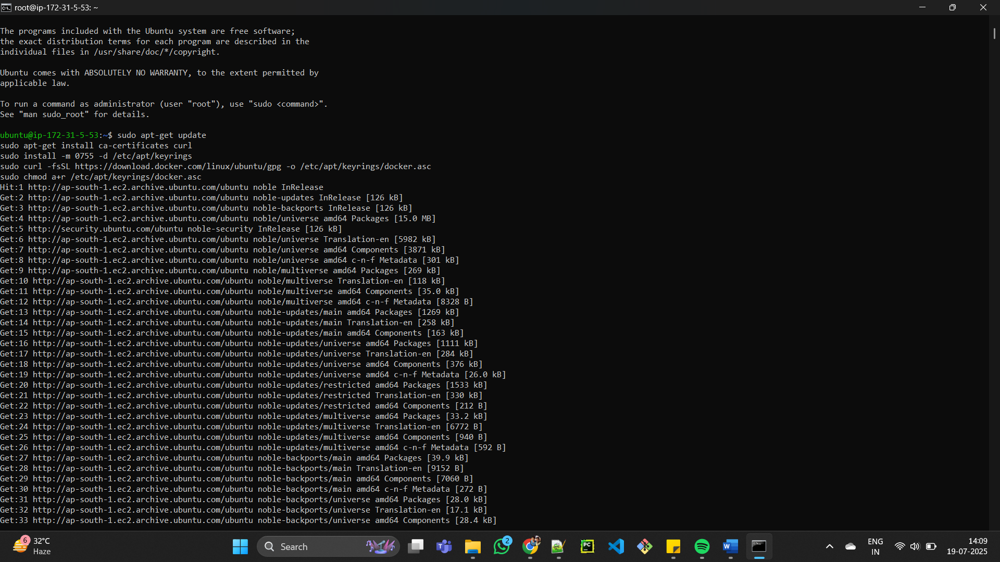 root@ip-172-31-5-53: ~
The programs included with the Ubuntu system are free software;
the exact distribution terms for each program are described in the
individual files in /usr/share/doc/*/copyright.
Ubuntu comes with ABSOLUTELY NO WARRANTY, to the extent permitted by
applicable law.
To run a command as administrator (user "root"), use "sudo <command>".
See "man sudo_root" for details.
ubuntu@ip-172-31-5-53:~$ sudo apt-get update
sudo apt-get install ca-certificates curl
sudo install -m 0755 -d /etc/apt/keyrings
sudo curl -fsSL https://download.docker.com/linux/ubuntu/gpg -o /etc/apt/keyrings/docker.asc
sudo chmod a+r /etc/apt/keyrings/docker.asc
Hit:1 http://ap-south-1.ec2.archive.ubuntu.com/ubuntu noble InRelease
Get:2 http://ap-south-1.ec2.archive.ubuntu.com/ubuntu noble-updates InRelease [126 kB]
Get:3 http://ap-south-1.ec2.archive.ubuntu.com/ubuntu noble-backports InRelease [126 kB]
Get:4 http://ap-south-1.ec2.archive.ubuntu.com/ubuntu noble/universe amd64 Packages [15.0 MB]
Get:5 http://security.ubuntu.com/ubuntu noble-security InRelease [126 kB]
Get:6 http://ap-south-1.ec2.archive.ubuntu.com/ubuntu noble/universe Translation-en [5982 kB]
Get:7 http://ap-south-1.ec2.archive.ubuntu.com/ubuntu noble/universe amd64 Components [3871 kB]
Get:8 http://ap-south-1.ec2.archive.ubuntu.com/ubuntu noble/universe amd64 c-n-f Metadata [301 kB]
Get:9 http://ap-south-1.ec2.archive.ubuntu.com/ubuntu noble/multiverse amd64 Packages [269 kB]
Get:10 http://ap-south-1.ec2.archive.ubuntu.com/ubuntu noble/multiverse Translation-en [118 kB]
Get:11 http://ap-south-1.ec2.archive.ubuntu.com/ubuntu noble/multiverse amd64 Components [35.0 kB]
Get:12 http://ap-south-1.ec2.archive.ubuntu.com/ubuntu noble/multiverse amd64 c-n-f Metadata [8328 B]
Get:13 http://ap-south-1.ec2.archive.ubuntu.com/ubuntu noble-updates/main amd64 Packages [1269 kB]
Get:14 http://ap-south-1.ec2.archive.ubuntu.com/ubuntu noble-updates/main Translation-en [258 kB]
Get:15 http://ap-south-1.ec2.archive.ubuntu.com/ubuntu noble-updates/main amd64 Components [163 kB]
Get:16 http://ap-south-1.ec2.archive.ubuntu.com/ubuntu noble-updates/universe amd64 Packages [1111 kB]
Get:17 http://ap-south-1.ec2.archive.ubuntu.com/ubuntu noble-updates/universe Translation-en [284 kB]
Get:18 http://ap-south-1.ec2.archive.ubuntu.com/ubuntu noble-updates/universe amd64 Components [376 kB]
Get:19 http://ap-south-1.ec2.archive.ubuntu.com/ubuntu noble-updates/universe amd64 c-n-f Metadata [26.0 kB]
Get:20 http://ap-south-1.ec2.archive.ubuntu.com/ubuntu noble-updates/restricted amd64 Packages [1533 kB]
Get:21 http://ap-south-1.ec2.archive.ubuntu.com/ubuntu noble-updates/restricted Translation-en [330 kB]
Get:22 http://ap-south-1.ec2.archive.ubuntu.com/ubuntu noble-updates/restricted amd64 Components [212 B]
Get:23 http://ap-south-1.ec2.archive.ubuntu.com/ubuntu noble-updates/multiverse amd64 Packages [33.2 kB]
Get:24 http://ap-south-1.ec2.archive.ubuntu.com/ubuntu noble-updates/multiverse Translation-en [6772 B]
Get:25 http://ap-south-1.ec2.archive.ubuntu.com/ubuntu noble-updates/multiverse amd64 Components [940 B]
Get:26 http://ap-south-1.ec2.archive.ubuntu.com/ubuntu noble-updates/multiverse amd64 c-n-f Metadata [592 B]
Get:27 http://ap-south-1.ec2.archive.ubuntu.com/ubuntu noble-backports/main amd64 Packages [39.9 kB]
Get:28 http://ap-south-1.ec2.archive.ubuntu.com/ubuntu noble-backports/main Translation-en [9152 B]
Get:29 http://ap-south-1.ec2.archive.ubuntu.com/ubuntu noble-backports/main amd64 Components [7060 B]
Get:30 http://ap-south-1.ec2.archive.ubuntu.com/ubuntu noble-backports/main amd64 c-n-f Metadata [272 B]
Get:31 http://ap-south-1.ec2.archive.ubuntu.com/ubuntu noble-backports/universe amd64 Packages [28.0 kB]
Get:32 http://ap-south-1.ec2.archive.ubuntu.com/ubuntu noble-backports/universe Translation-en [17.1 kB]
Get:33 http://ap-south-1.ec2.archive.ubuntu.com/ubuntu noble-backports/universe amd64 Components [28.4 kB]
6
32°C
Haze
Search
T
2
PC
W
ENG
IN
14:09
19-07-2025